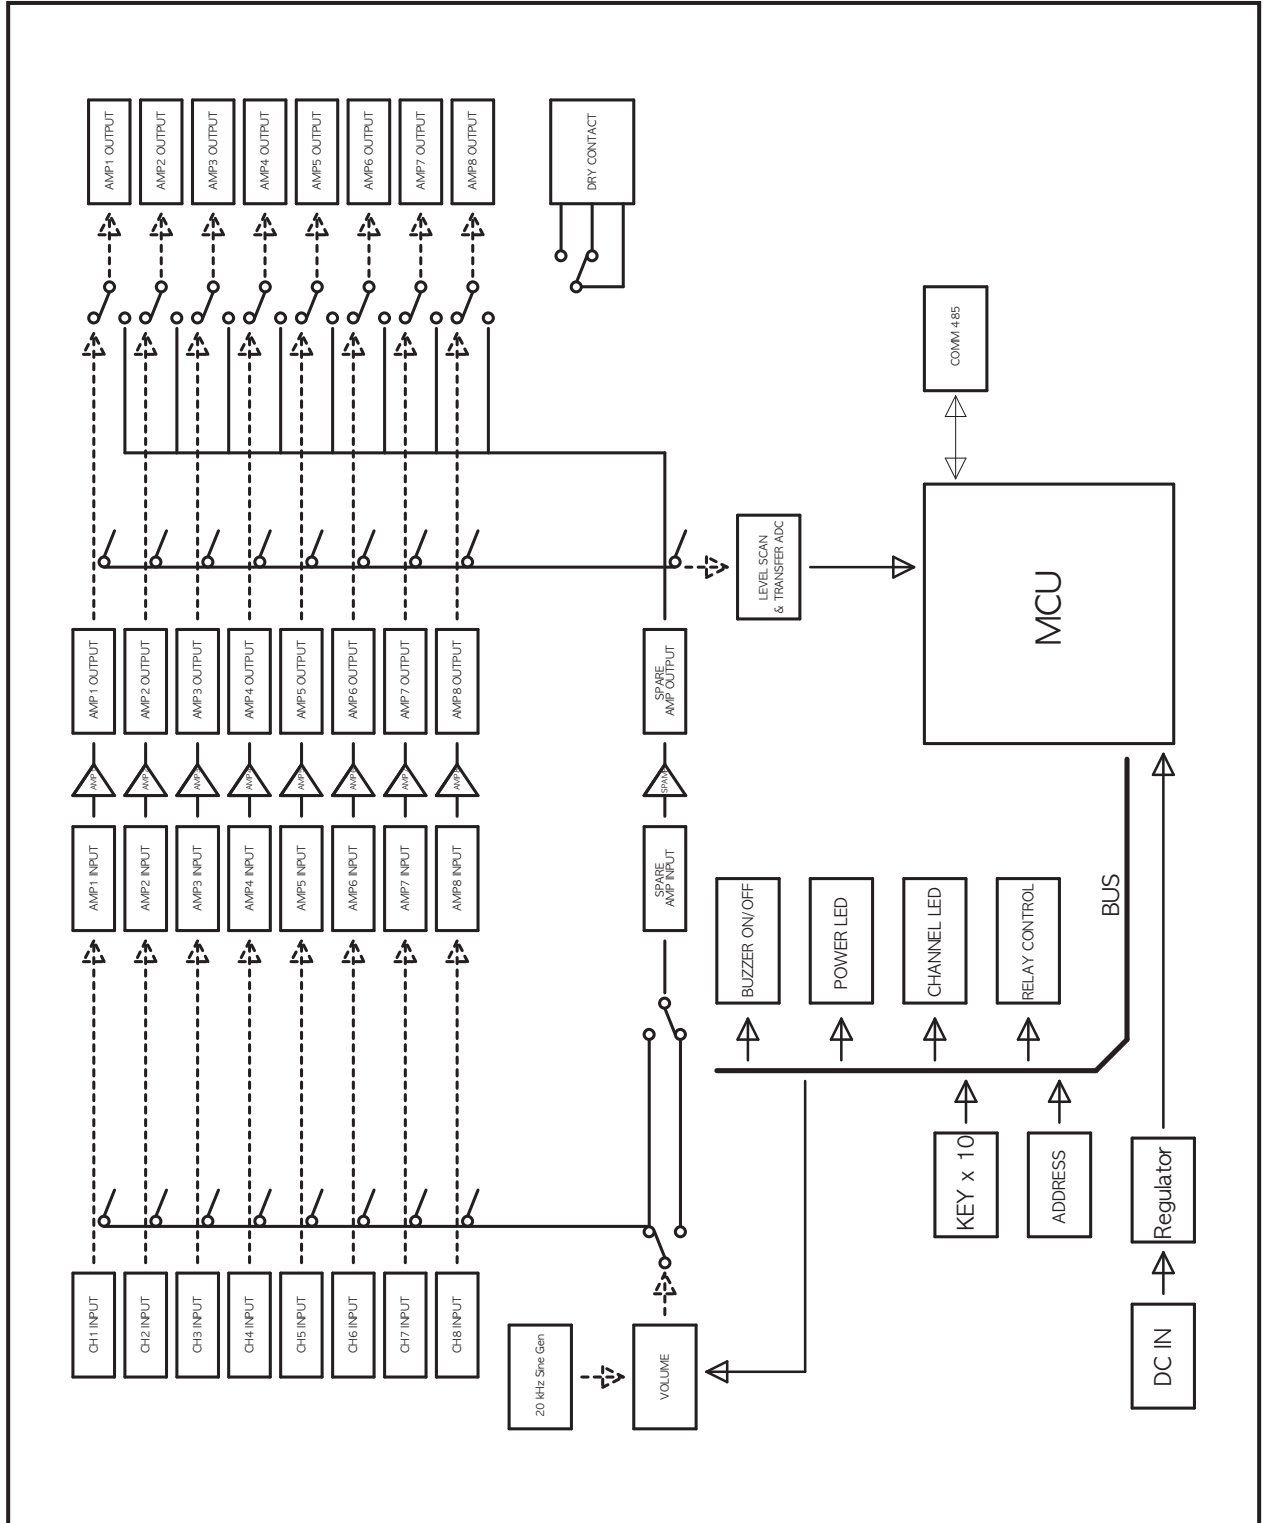 AMP1 OUTPUT
AMP2 OUTPUT
AMP3 OUTPUT
AMP4 OUTPUT
AMP5 OUTPUT
AMP6 OUTPUT
AMP7 OUTPUT
AMP8 OUTPUT
DRY CONTACT
COMM 485
LEVEL SCAN
& TRANSFER ADC
MCU
AMP1 OUTPUT
AMP2 OUTPUT
AMP3 OUTPUT
AMP4 OUTPUT
AMP5 OUTPUT
AMP6 OUTPUT
AMP7 OUTPUT
AMP8 OUTPUT
SPARE
AMP OUTPUT
AMP1 INPUT
AMP2 INPUT
AMP3 INPUT
AMP4 INPUT
AMP5 INPUT
AMP6 INPUT
AMP7 INPUT
AMP8 INPUT
SPARE
AMP INPUT
BUZZER ON/OFF
POWER LED
CHANNEL LED
RELAY CONTROL
BUS
KEY x 10
ADDRESS
Regulator
CH1 INPUT
CH2 INPUT
CH3 INPUT
CH4 INPUT
CH5 INPUT
CH6 INPUT
CH7 INPUT
CH8 INPUT
20 kHz Sine Gen
VOLUME
DC IN